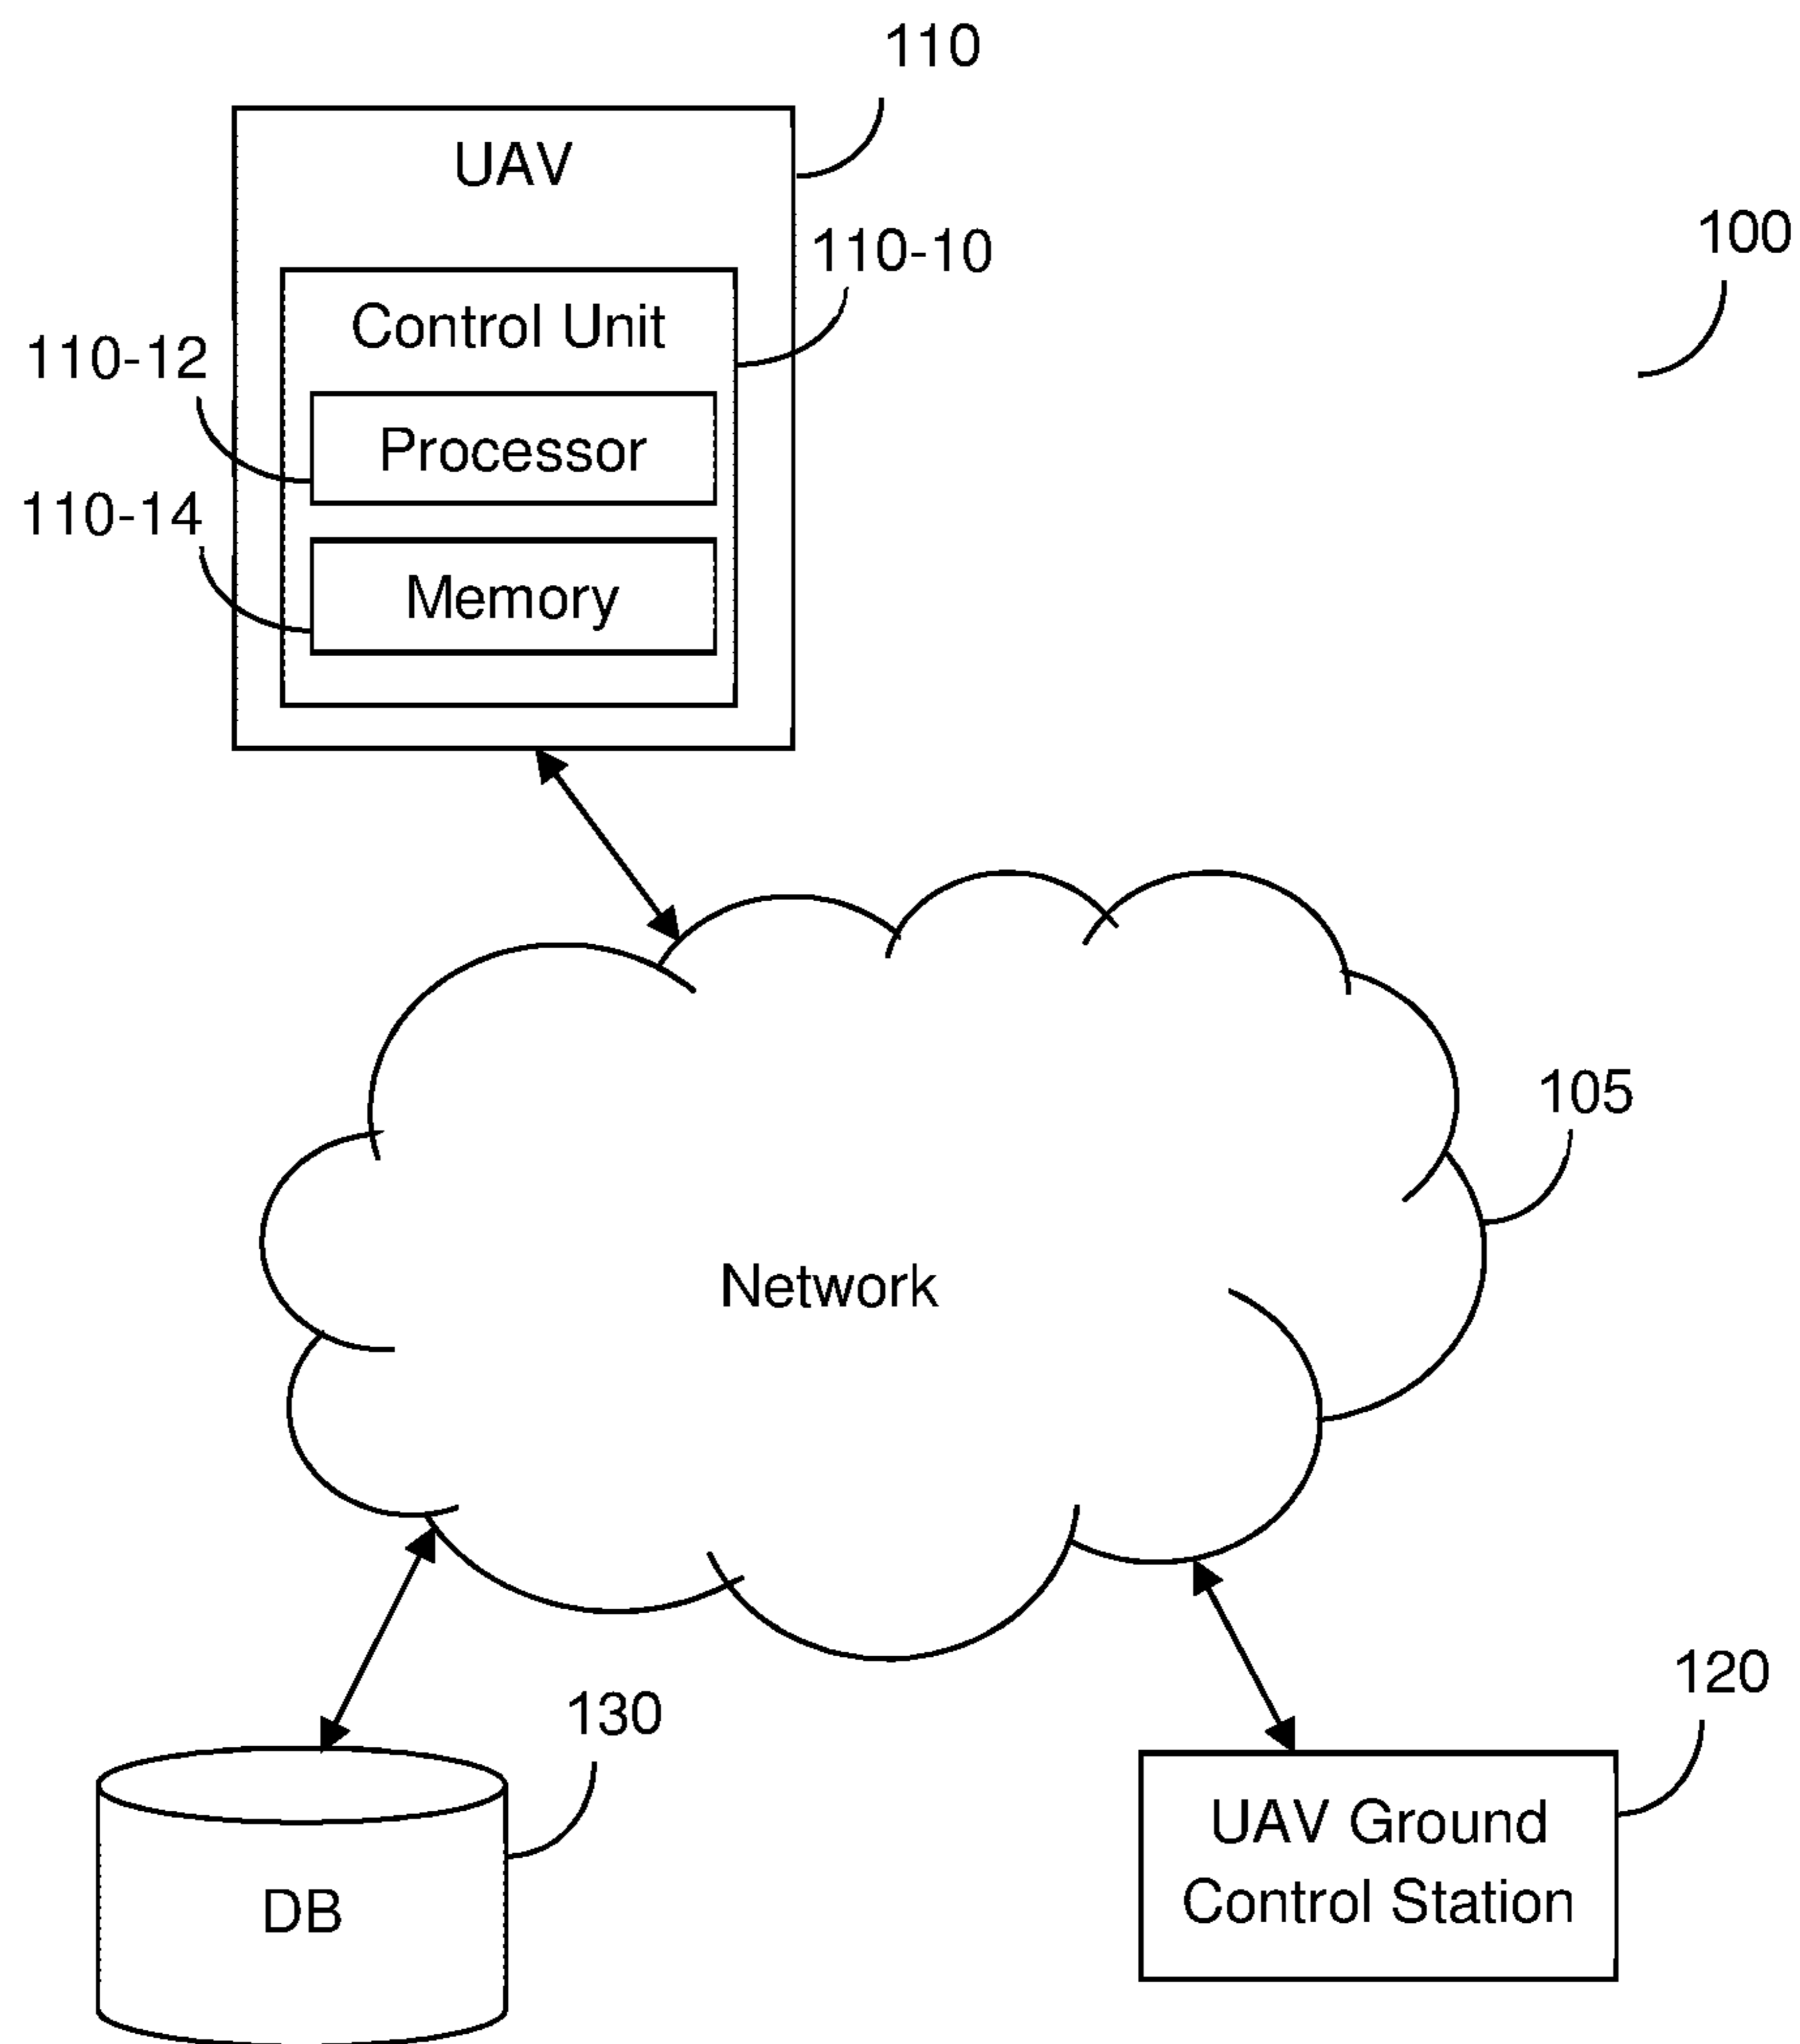 110
UAV
100
110-10
Control Unit
110-12
Processor
110-14
Memory
105
Network
120
130
UAV Ground
Control Station
DB